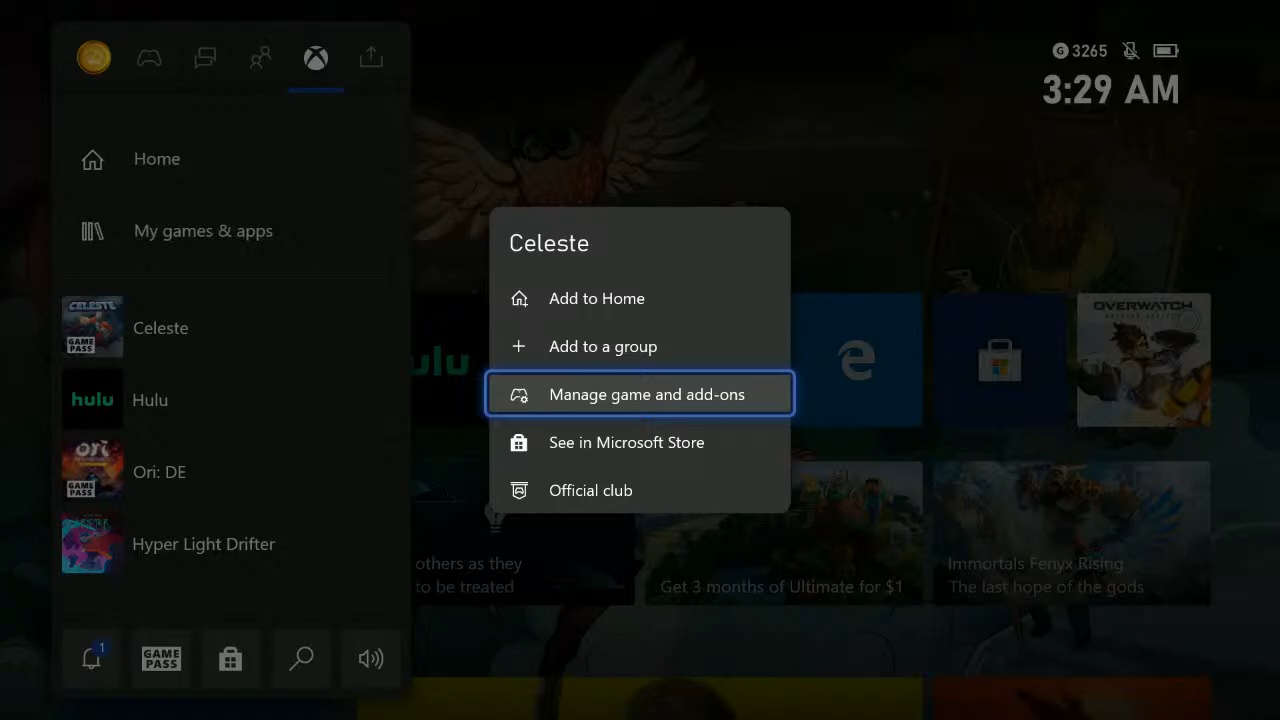 G 3265
3:29 AM
Home
My games & apps
CELESTE
GAME
PASS
Celeste
hulu
Hulu
ori
GAME
PASS
Ori: DE
Hyper Light Drifter
1
GAME
PASS
Celeste
Add to Home
Add to a group
Manage game and add-ons
See in Microsoft Store
Official club
ulu
OVERWATCH
others as they
to be treated
Get 3 months of Ultimate for $1
Immortals Fenyx Rising
The last hope of the gods